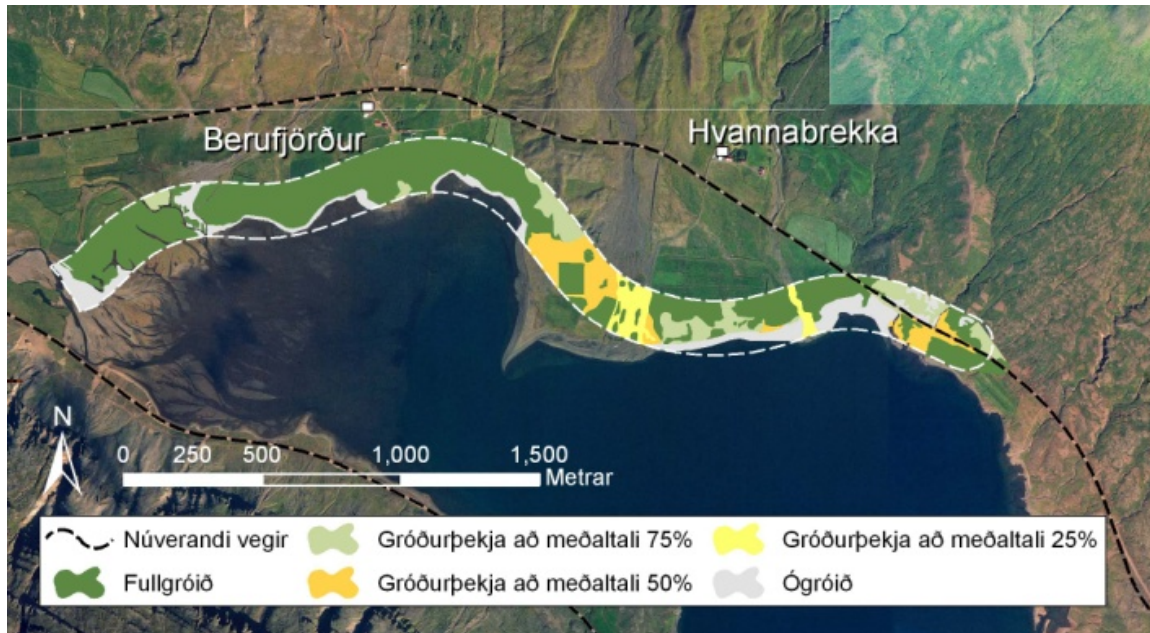 Berufjörður
Hvannabrekka
N
0 250 500 1,000 1,500
Metrar
Núverandi vegir
Gróðurþekja að meðaltali 75%
Gróðurþekja að meðaltali 25%
Fullgróið
Gróðurþekja að meðaltali 50%
Ógróið